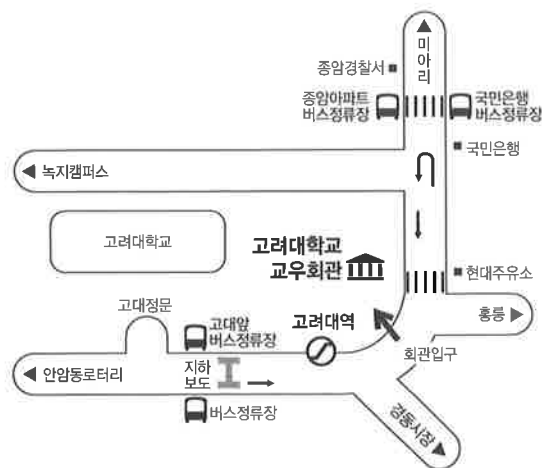 미아리
종암경찰서
종암아파트
버스정류장
국민은행
버스정류장
국민은행
녹지캠퍼스
고려대학교
고려대학교
교우회관
현대주유소
고대정문
고대앞
버스정류장
고려대역
홍릉
회관입구
안암동로터리
지하
보도
버스정류장
경동시장